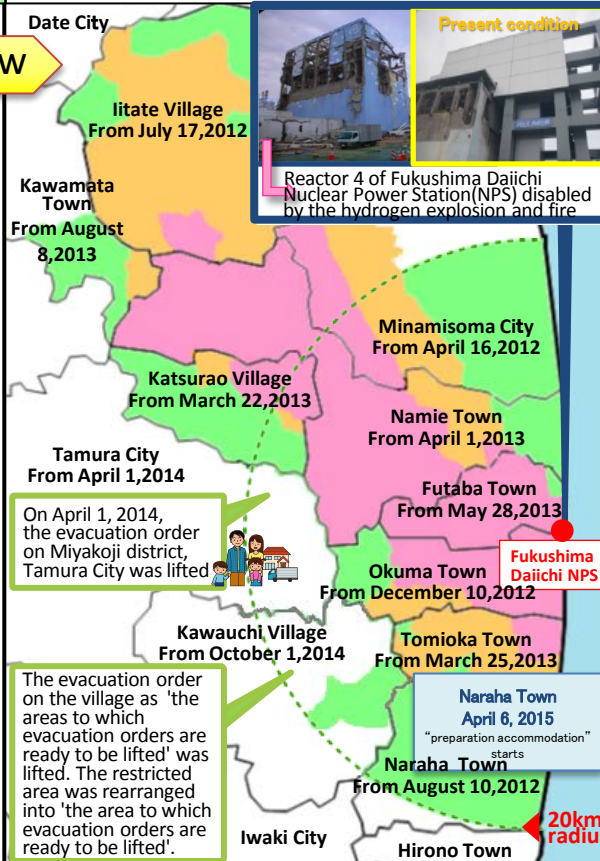 Date City
W
Present condition
Iitate Village
From July 17,2012
Reactor 4 of Fukushima Daiichi
Nuclear Power Station(NPS) disabled
by the hydrogen explosion and fire
Kawamata
Town
From August
8,2013
Minamisoma City
From April 16,2012
Katsurao Village
From March 22,2013
Namie Town
From April 1,2013
Tamura City
From April 1,2014
Futaba Town
From May 28,2013
On April 1, 2014,
the evacuation order
on Miyakoji district,
Tamura City was lifted
Fukushima
Daiichi NPS
Okuma Town
From December 10,2012
Kawauchi Village
From October 1,2014
Tomioka Town
From March 25,2013
The evacuation order
on the village as 'the
areas to which
evacuation orders are
ready to be lifted' was
lifted. The restricted
area was rearranged
into 'the area to which
evacuation orders are
ready to be lifted'.
Naraha Town
April 6, 2015
“preparation accommodation”
starts
Naraha Town
From August 10,2012
20km
radiu
Iwaki City
Hirono Town